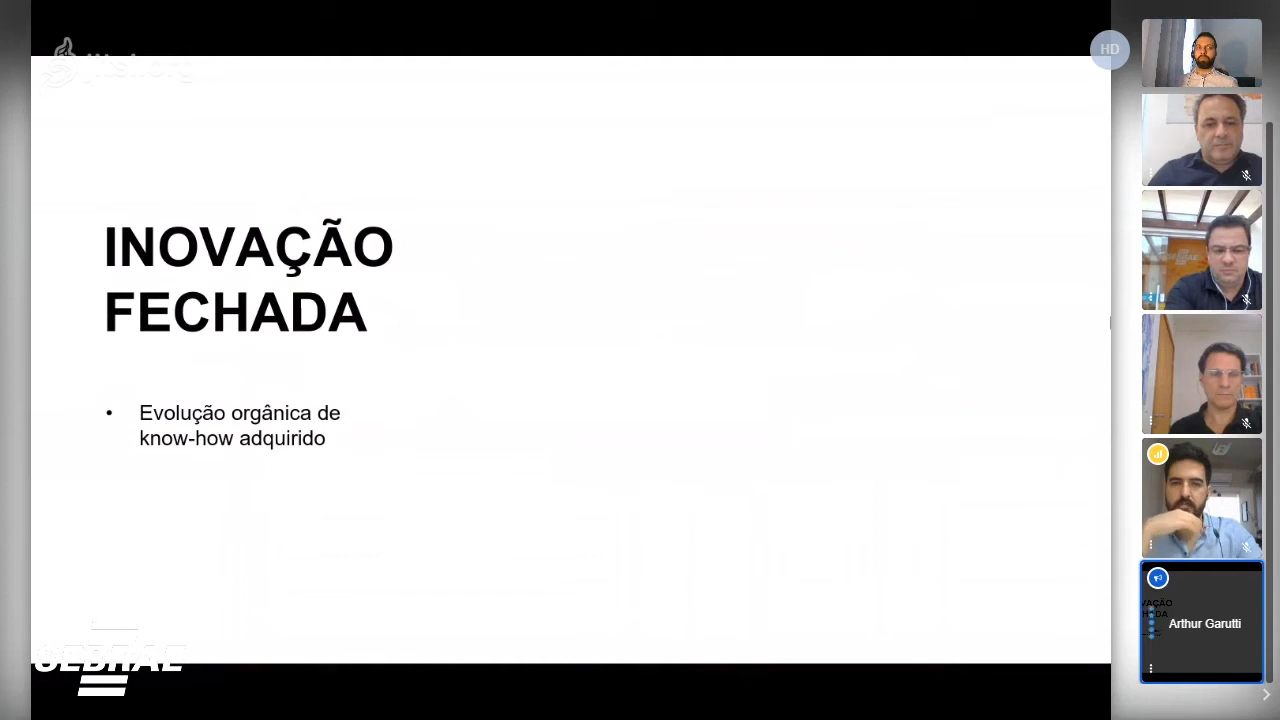 HD
INOVAÇÃO
FECHADA
• Evolução orgânica de
know-how adquirido
SEBRAE
Arthur Garutti